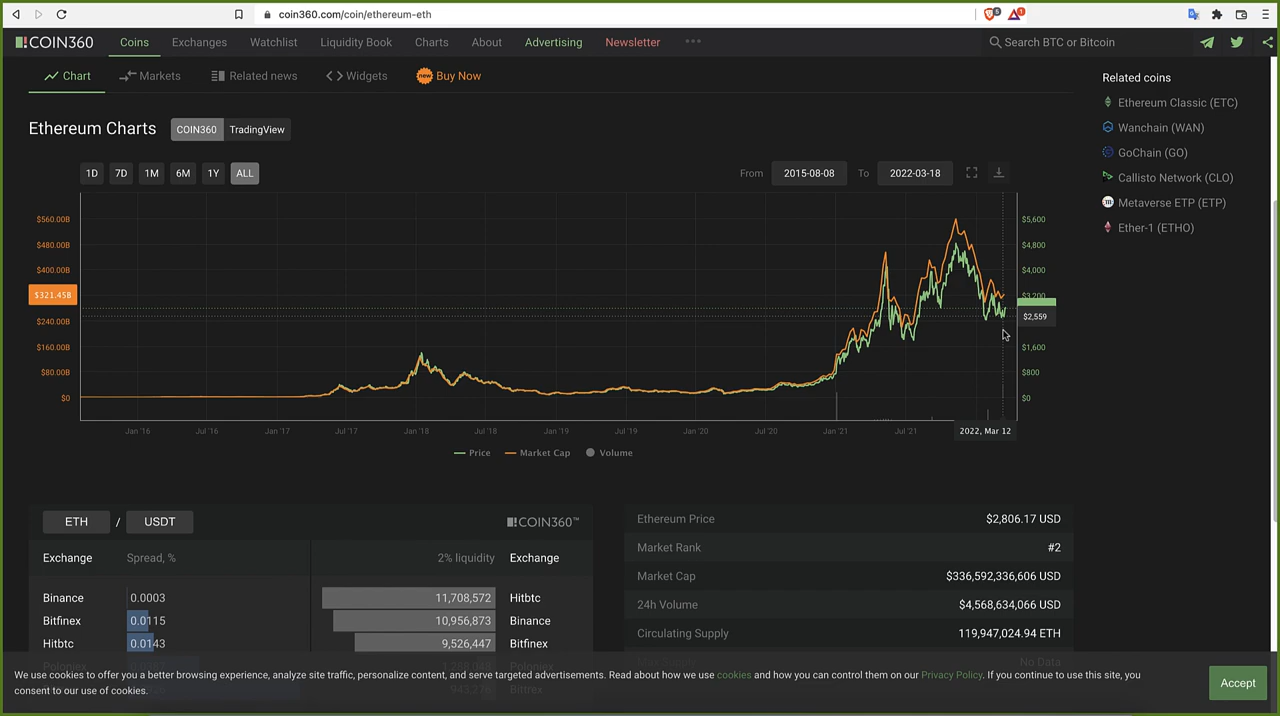 coin360.com/coin/ethereum-eth
COIN360 Coins Exchanges Watchlist Liquidity Book Charts About Advertising Newsletter Search BTC or Bitcoin
Chart Markets Related news Widgets new Buy Now
Related coins
Ethereum Classic (ETC)
Wanchain (WAN)
GoChain (GO)
Callisto Network (CLO)
Metaverse ETP (ETP)
Ether-1 (ETHO)
Ethereum Charts COIN360 TradingView
1D 7D 1M 6M 1Y ALL From 2015-08-08 To 2022-03-18
$560.00B $5,600
$480.00B $4,800
$400.00B $4,000
$321.45B $3,200
$240.00B $2,559
$160.00B $1,600
$80.00B $800
$0 $0
Jan '16 Jul '16 Jan '17 Jul '17 Jan '18 Jul '18 Jan '19 Jul '19 Jan '20 Jul '20 Jan '21 Jul '21 2022, Mar 12
Price Market Cap Volume
ETH / USDT COIN360™
Exchange Spread, % 2% liquidity Exchange
Binance 0.0003 11,708,572 Hitbtc
Bitfinex 0.0115 10,956,873 Binance
Hitbtc 0.0143 9,526,447 Bitfinex
Poloniex
Bittrex
Ethereum Price $2,806.17 USD
Market Rank #2
Market Cap $336,592,336,606 USD
24h Volume $4,568,634,066 USD
Circulating Supply 119,947,024.94 ETH
No Data
We use cookies to offer you a better browsing experience, analyze site traffic, personalize content, and serve targeted advertisements. Read about how we use cookies and how you can control them on our Privacy Policy. If you continue to use this site, you
consent to our use of cookies.
Accept